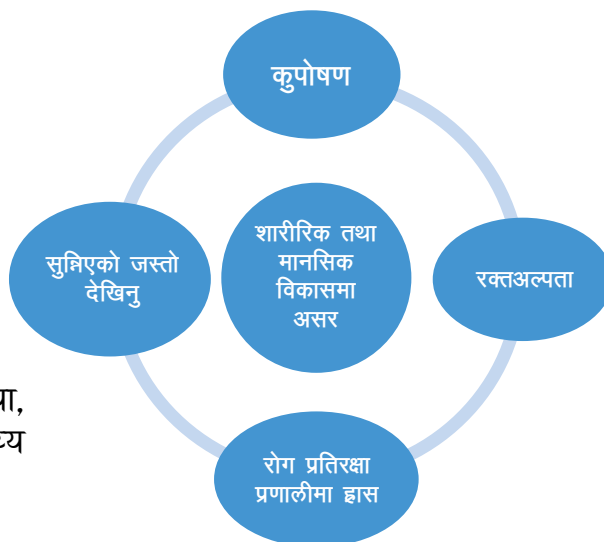 कुपोषण
शारीरिक तथा
मानसिक
विकासमा
असर
सुन्निएको जस्तो
देखिनु
रक्तअल्पता
रोग प्रतिरक्षा
प्रणालीमा ह्रास